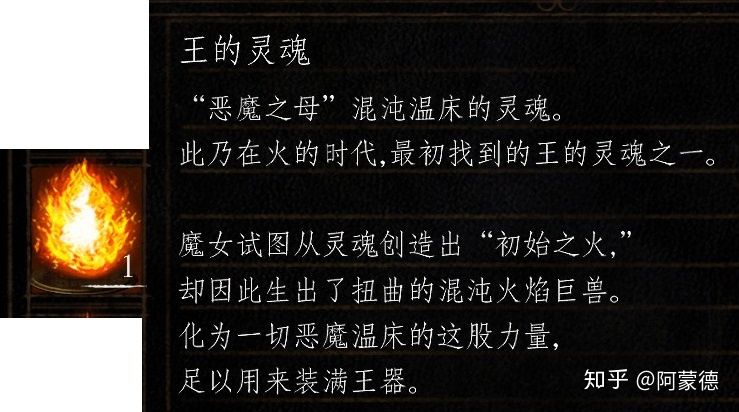 王的灵魂
“恶魔之母”混沌温床的灵魂。
此乃在火的时代,最初找到的王的灵魂之一。
魔女试图从灵魂创造出“初始之火,”
却因此生出了扭曲的混沌火焰巨兽。
化为一切恶魔温床的这股力量,
足以用来装满王器。
1
知乎 @阿蒙德